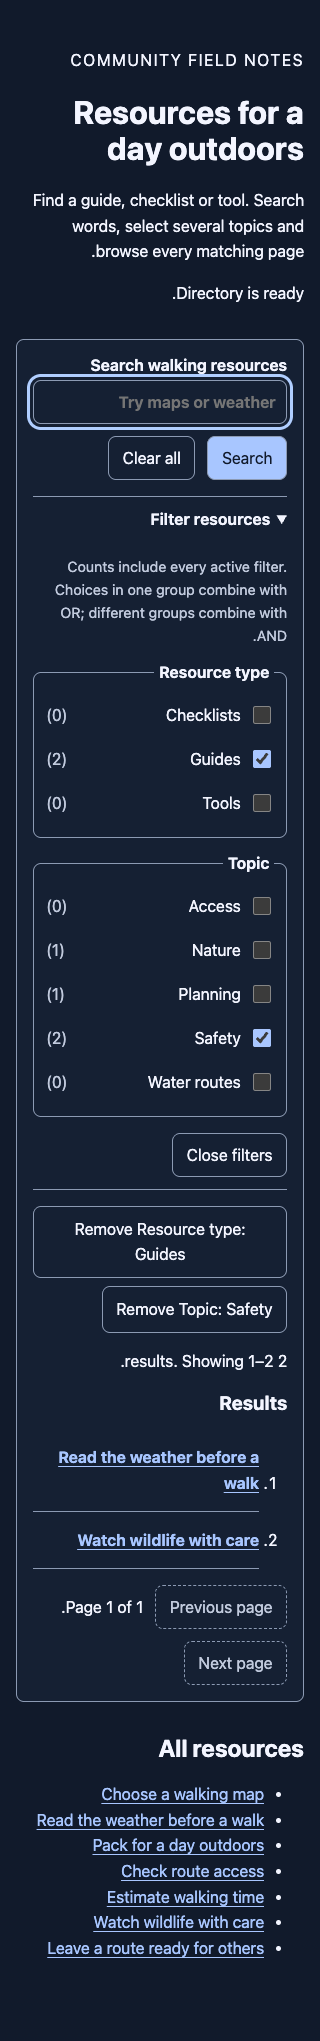 COMMUNITY FIELD NOTES
Resources for a
day outdoors
Find a guide, checklist or tool. Search
words, select several topics and
browse every matching page.
Directory is ready.
Search walking resources
Try maps or weather
Search
Clear all
▼ Filter resources
Counts include every active filter.
Choices in one group combine with
OR; different groups combine with
AND.
Resource type
Checklists (0)
Guides (2)
Tools (0)
Topic
Access (0)
Nature (1)
Planning (1)
Safety (2)
Water routes (0)
Close filters
Remove Resource type:
Guides
Remove Topic: Safety
2 results. Showing 1–2.
Results
1. Read the weather before a
walk
2. Watch wildlife with care
Previous page
Page 1 of 1.
Next page
All resources
• Choose a walking map
• Read the weather before a walk
• Pack for a day outdoors
• Check route access
• Estimate walking time
• Watch wildlife with care
• Leave a route ready for others